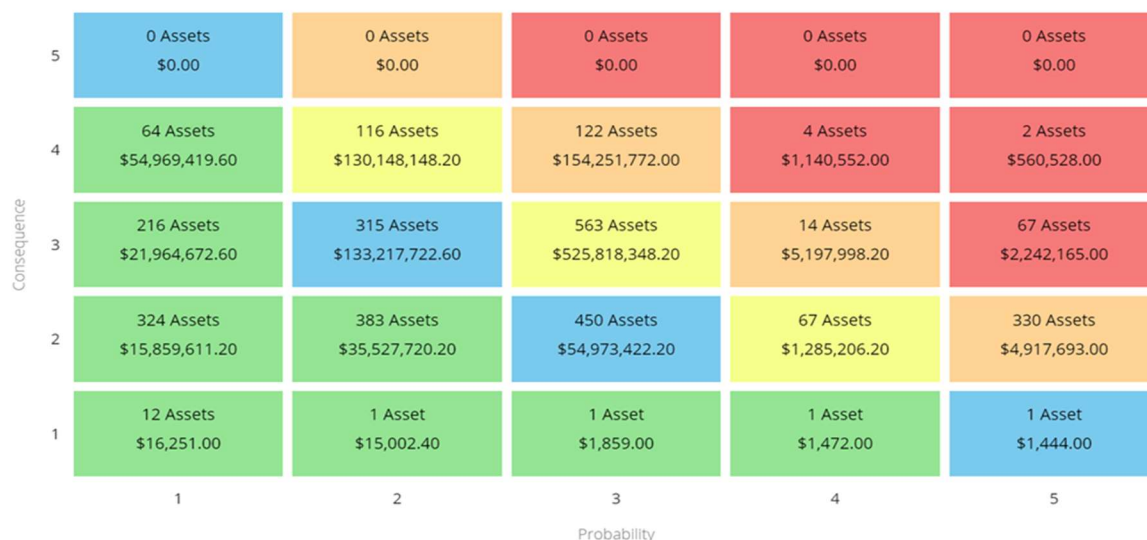 5
0 Assets
$0.00
0 Assets
$0.00
0 Assets
$0.00
0 Assets
$0.00
0 Assets
$0.00
4
64 Assets
$54,969,419.60
116 Assets
$130,148,148.20
122 Assets
$154,251,772.00
4 Assets
$1,140,552.00
2 Assets
$560,528.00
Consequence
3
216 Assets
$21,964,672.60
315 Assets
$133,217,722.60
563 Assets
$525,818,348.20
14 Assets
$5,197,998.20
67 Assets
$2,242,165.00
2
324 Assets
$15,859,611.20
383 Assets
$35,527,720.20
450 Assets
$54,973,422.20
67 Assets
$1,285,206.20
330 Assets
$4,917,693.00
1
12 Assets
$16,251.00
1 Asset
$15,002.40
1 Asset
$1,859.00
1 Asset
$1,472.00
1 Asset
$1,444.00
1
2
3
4
5
Probability